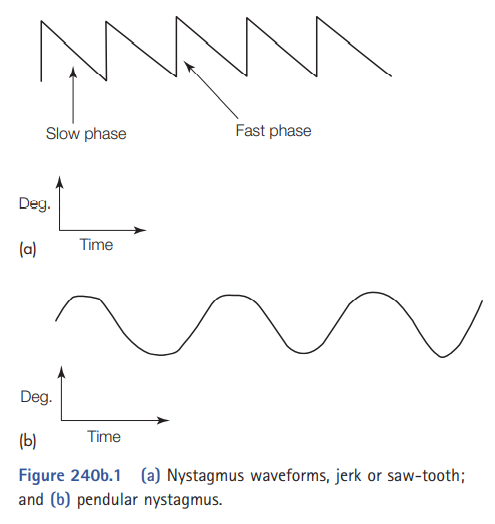 Slow phase
Fast phase
Deg.
Time
(a)
Deg.
Time
(b)
Figure 240b.1 (a) Nystagmus waveforms, jerk or saw-tooth;
and (b) pendular nystagmus.